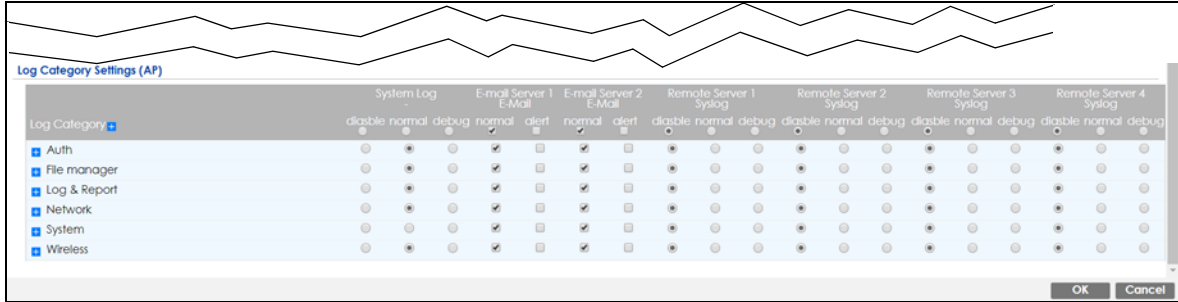 Log Category Settings (AP)
System Log E-mail Server 1 E-mail Server 2 Remote Server 1 Remote Server 2 Remote Server 3 Remote Server 4
- E-Mail E-Mail Syslog Syslog Syslog Syslog
Log Category disable normal debug normal alert normal alert disable normal debug disable normal debug disable normal debug disable normal debug
Auth
File manager
Log & Report
Network
System
Wireless
OK Cancel